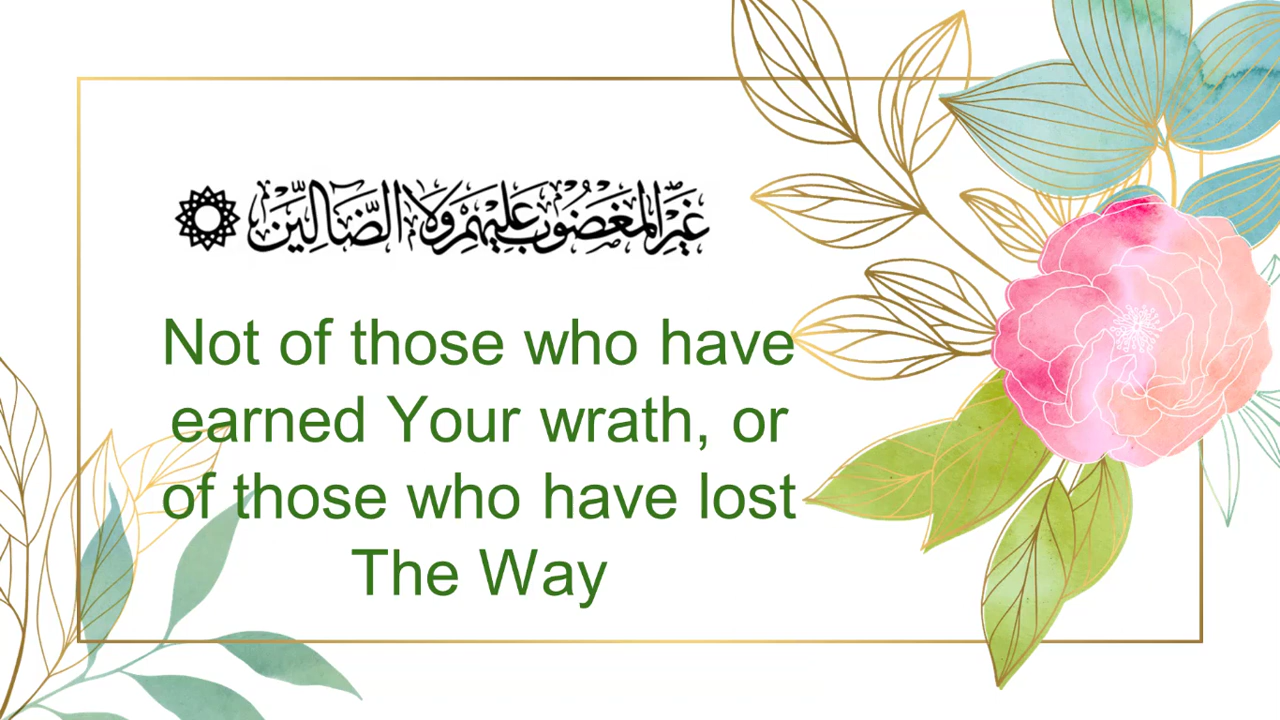 غَيْرِ الْمَغْضُوبِ عَلَيْهِمْ وَلَا الضَّالِّينَ
Not of those who have
earned Your wrath, or
of those who have lost
The Way